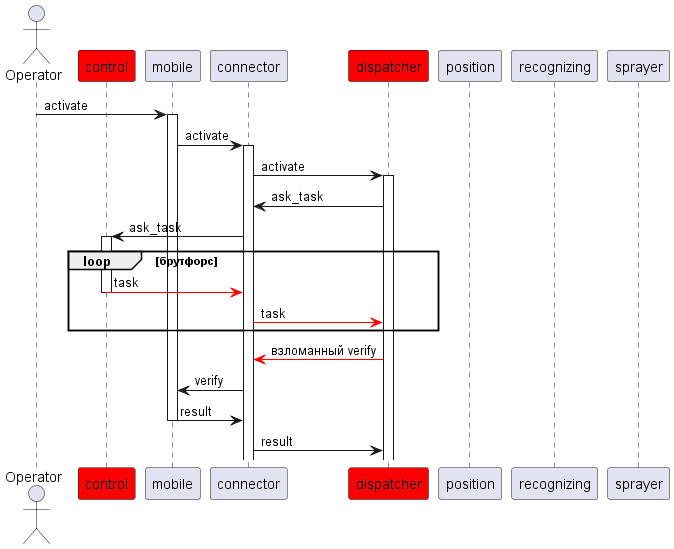 Operator
control
mobile
connector
dispatcher
position
recognizing
sprayer
activate
activate
activate
ask_task
ask_task
loop
[брутфорс]
task
task
взломанный verify
verify
result
result
Operator
control
mobile
connector
dispatcher
position
recognizing
sprayer